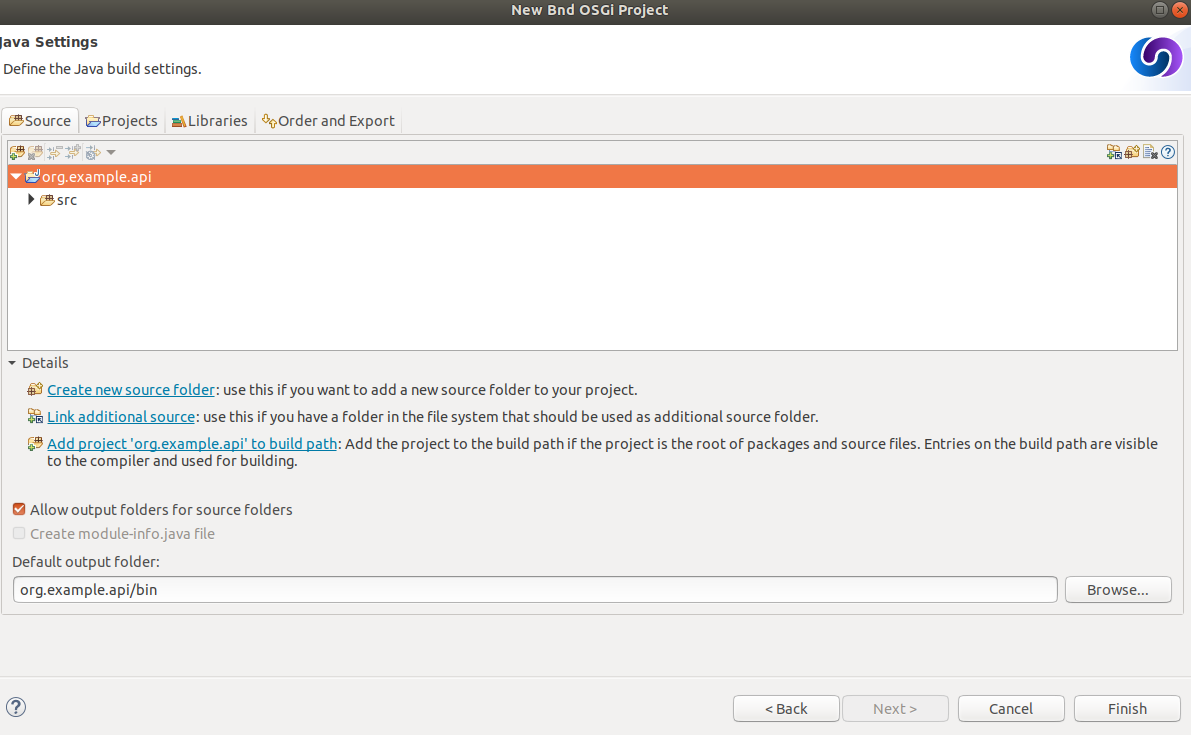 New Bnd OSGi Project
Java Settings
Define the Java build settings.
Source Projects Libraries Order and Export
org.example.api
src
Details
Create new source folder: use this if you want to add a new source folder to your project.
Link additional source: use this if you have a folder in the file system that should be used as additional source folder.
Add project 'org.example.api' to build path: Add the project to the build path if the project is the root of packages and source files. Entries on the build path are visible
to the compiler and used for building.
Allow output folders for source folders
Create module-info.java file
Default output folder:
org.example.api/bin
Browse...
< Back
Next >
Cancel
Finish